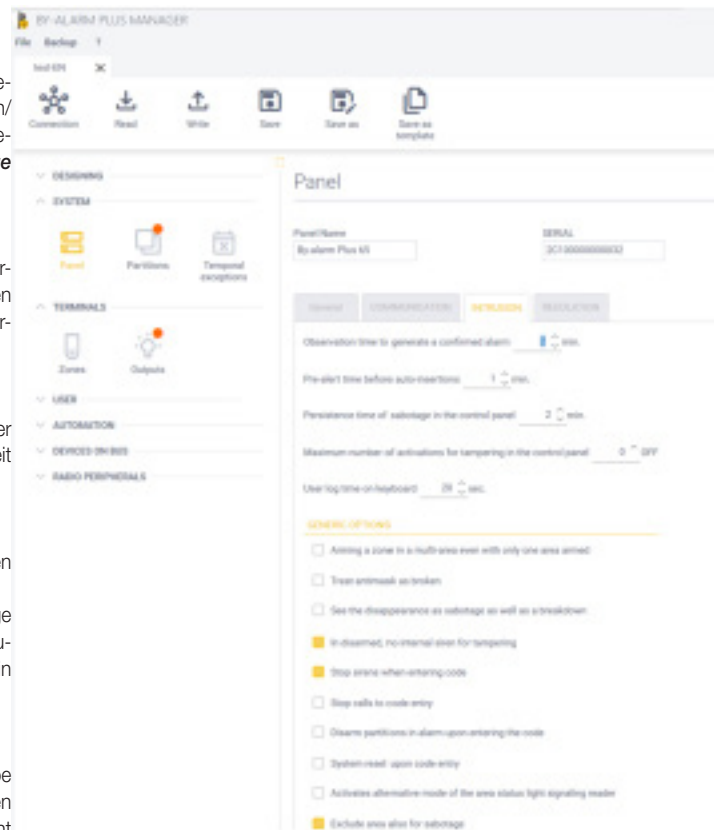 BY-ALARM PLUS MANAGER
File Backup ?
Connection Read Write Save Save as Save as template
DESIGNING
SYSTEM
Panel Partitions Temporal exceptions
TERMINALS
Zones Outputs
USER
AUTOMATION
DEVICES ON BUS
RADIO PERIPHERALS
Panel
Panel Name SERIAL
By-alarm Plus
General COMMUNICATION INTRUSION REGULATION
Observation time to generate a confirmed alarm min.
Pre-alert time before auto-insertions: 1 min.
Persistence time of sabotage in the control panel 2 min.
Maximum number of activations for tampering in the control panel 0 OFF
User log time on keyboard sec.
GENERIC OPTIONS
Arming a zone in a multi-area even with only one area armed
Treat antimask as broken
See the disappearance as sabotage as well as a breakdown
In disarmed, no internal siren for tampering
Stop sirens when entering code
Stop calls to code entry
Disarm partitions in alarm upon entering the code
System reset upon code entry
Activates alternative mode of the area status light signaling reader
Exclude area also for sabotage